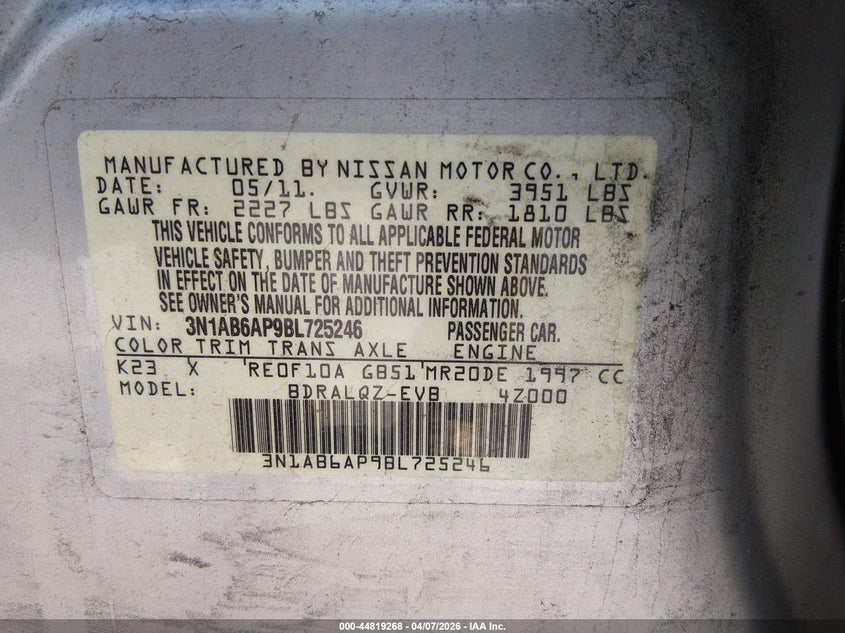 MANUFACTURED BY NISSAN MOTOR CO., LTD.
DATE: 05/11. GVWR: 3951 LBS
GAWR FR: 2227 LBS GAWR RR: 1810 LBS
THIS VEHICLE CONFORMS TO ALL APPLICABLE FEDERAL MOTOR
VEHICLE SAFETY, BUMPER AND THEFT PREVENTION STANDARDS
IN EFFECT ON THE DATE OF MANUFACTURE SHOWN ABOVE.
SEE OWNER'S MANUAL FOR ADDITIONAL INFORMATION.
VIN: 3N1AB6AP9BL725246 PASSENGER CAR.
COLOR TRIM TRANS AXLE ENGINE
K23 X RE0F10A GB51 MR20DE 1997 CC
MODEL: BDRALQZ-EVB 4Z000
3N1AB6AP9BL725246
000-44819268 - 04/07/2026 - IAA Inc.